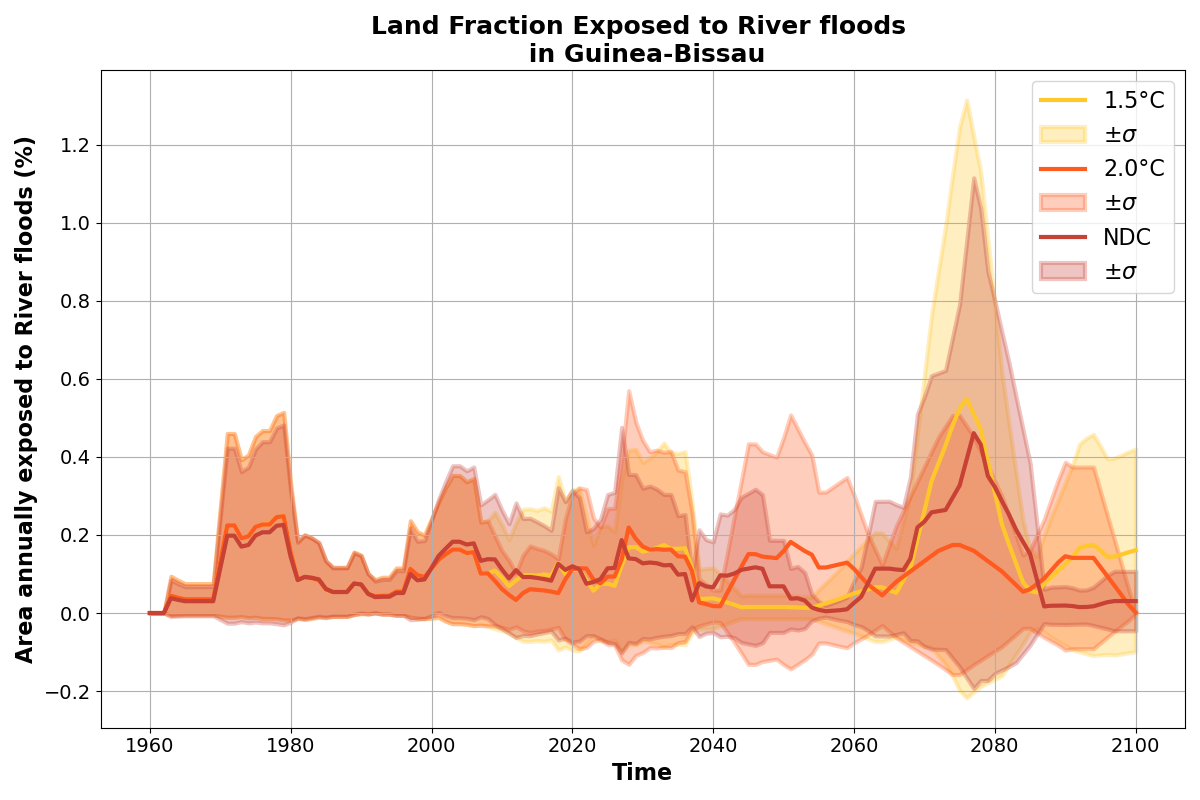 Land Fraction Exposed to River floods
in Guinea-Bissau
Area annually exposed to River floods (%)
1.2
1.0
0.8
0.6
0.4
0.2
0.0
−0.2
1.5°C
±σ
2.0°C
±σ
NDC
±σ
1960
1980
2000
2020
2040
2060
2080
2100
Time